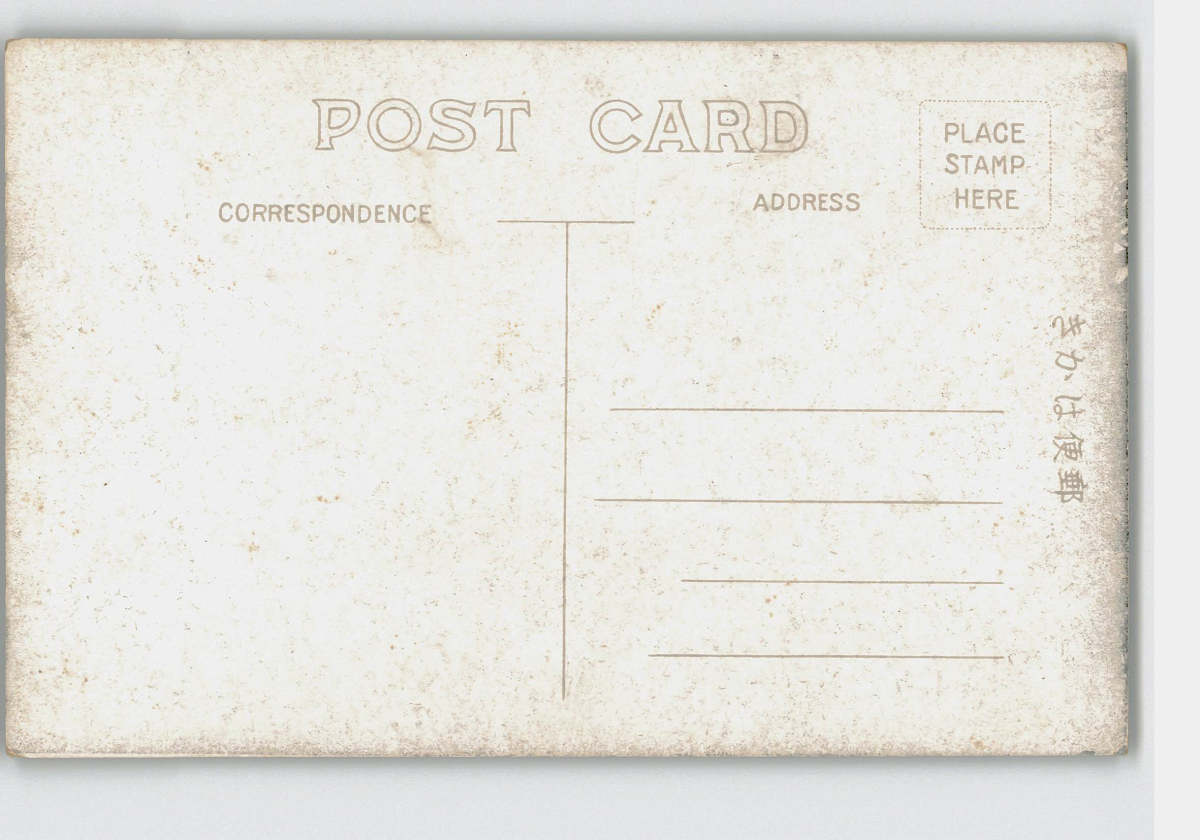 POST CARD
CORRESPONDENCE
ADDRESS
PLACE
STAMP
HERE
郵便はかき